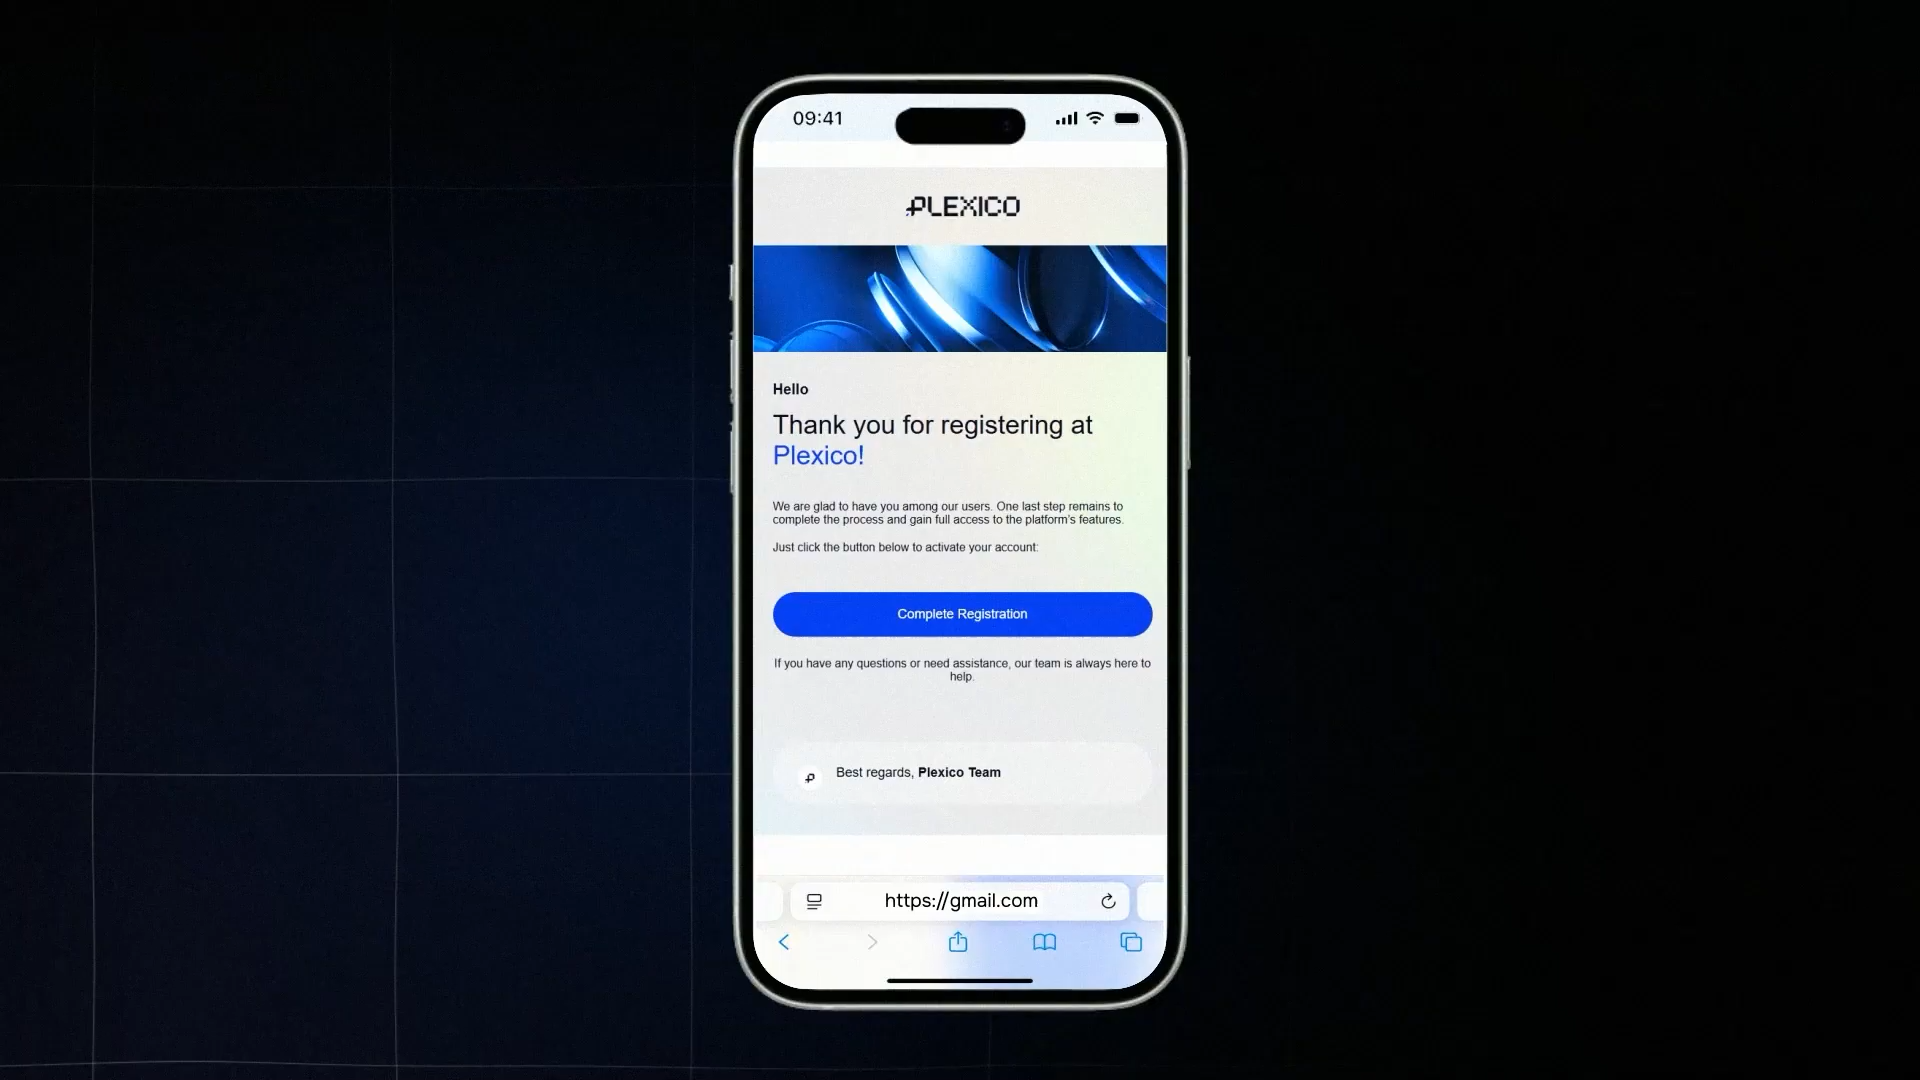 09:41
PLEXICO
Hello
Thank you for registering at
Plexico!
We are glad to have you among our users. One last step remains to
complete the process and gain full access to the platform's features.
Just click the button below to activate your account:
Complete Registration
If you have any questions or need assistance, our team is always here to
help.
Best regards, Plexico Team
https://gmail.com